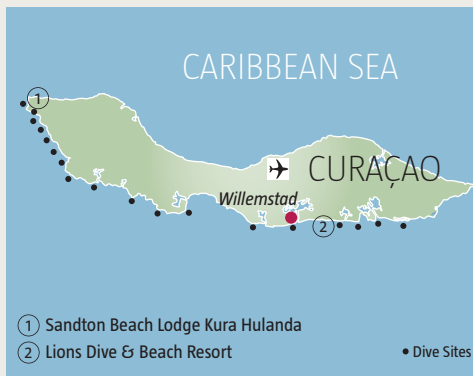 CARIBBEAN SEA
1
CURAÇAO
Willemstad
2
1 Sandton Beach Lodge Kura Hulanda
2 Lions Dive & Beach Resort
• Dive Sites